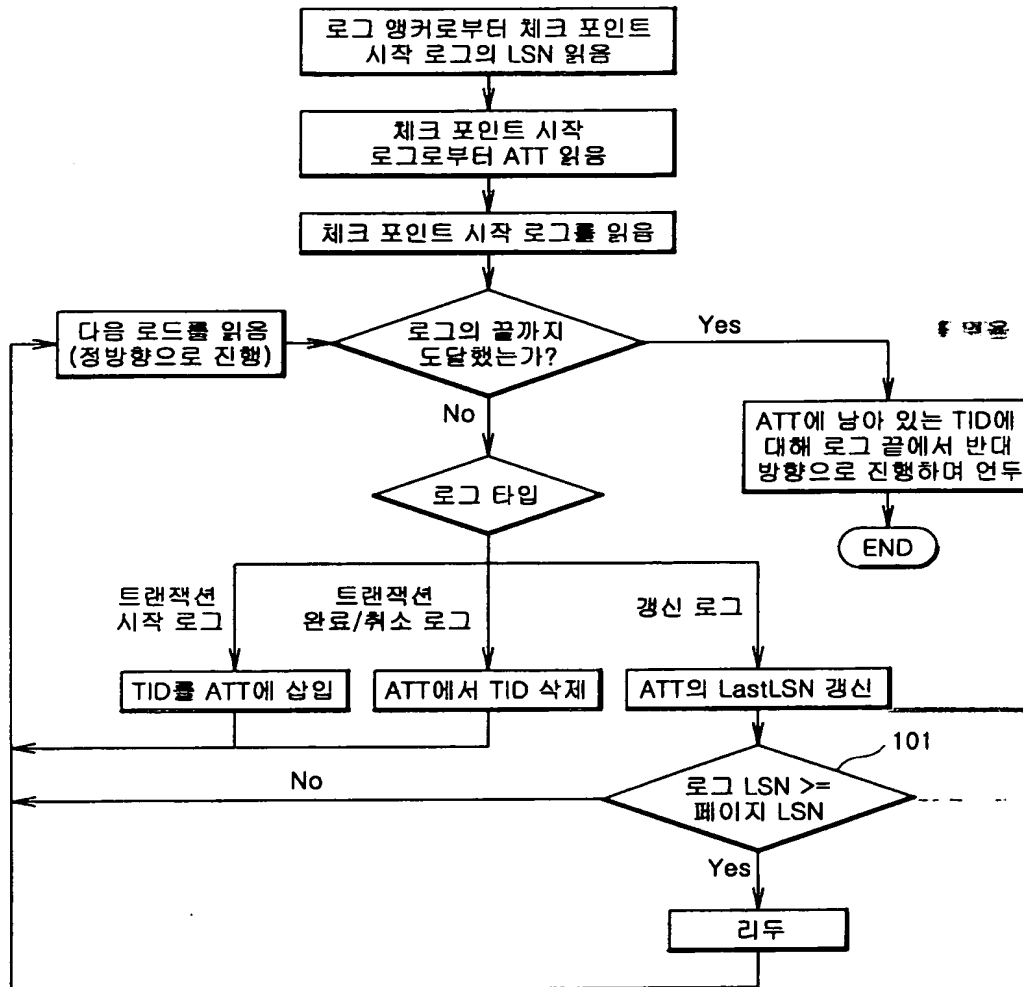 로그 앵커로부터 체크 포인트
시작 로그의 LSN 읽음
체크 포인트 시작
로그로부터 ATT 읽음
체크 포인트 시작 로그를 읽음
다음 로드를 읽음
(정방향으로 진행)
로그의 끝까지
도달했는가?
Yes
No
ATT에 남아 있는 TID에
대해 로그 끝에서 반대
방향으로 진행하며 언두
END
로그 타입
트랜잭션
시작 로그
트랜잭션
완료/취소 로그
갱신 로그
TID를 ATT에 삽입
ATT에서 TID 삭제
ATT의 LastLSN 갱신
101
로그 LSN >=
페이지 LSN
No
Yes
리두